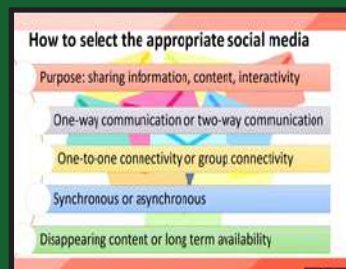 How to select the appropriate social media
Purpose: sharing information, content, interactivity
One-way communication or two-way communication
One-to-one connectivity or group connectivity
Synchronous or asynchronous
Disappearing content or long term availability